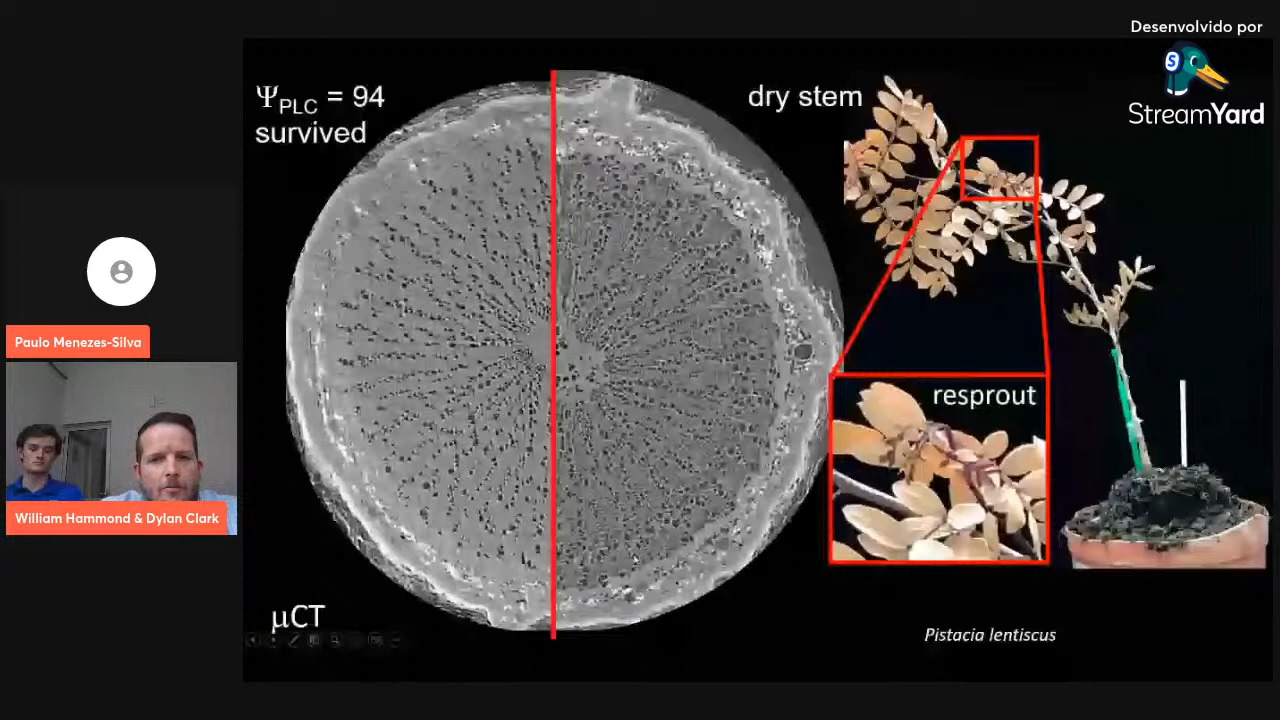 Desenvolvido por
S
StreamYard
Ψ_PLC = 94
survived
dry stem
resprout
Paulo Menezes-Silva
William Hammond & Dylan Clark
μCT
Pistacia lentiscus